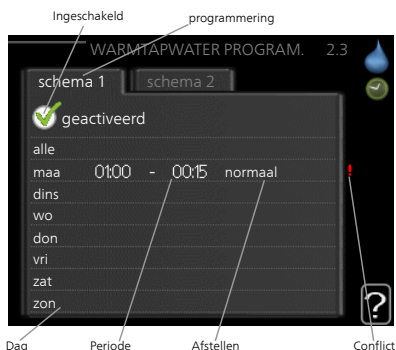 Ingeschakeld programmering
WARMTAPWATER PROGRAM. 2.3
schema 1 schema 2
geactiveerd
alle
maa 01:00 - 00:15 normaal !
dins
wo
don
vri
zat
zon
?
Dag Periode Afstellen Conflict